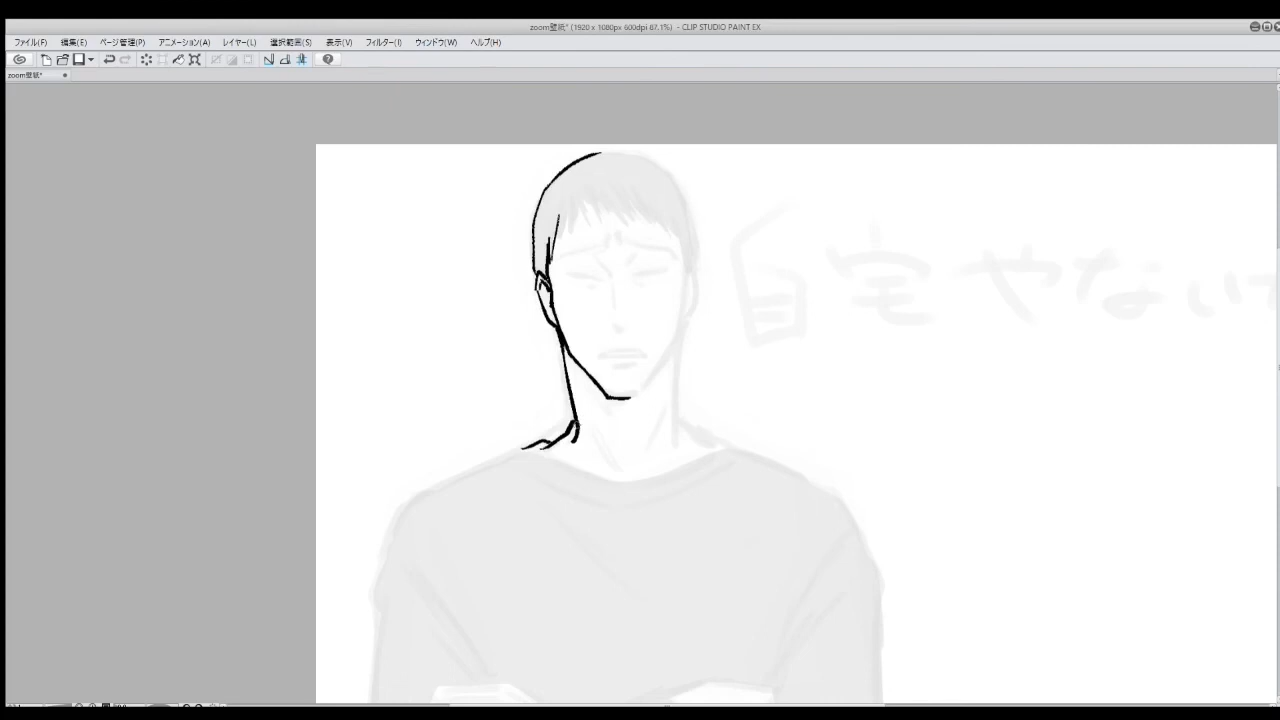 zoom壁紙* (1920 x 1080px 600dpi 87.1%) - CLIP STUDIO PAINT EX
ファイル(F) 編集(E) ページ管理(P) アニメーション(A) レイヤー(L) 選択範囲(S) 表示(V) フィルター(I) ウィンドウ(W) ヘルプ(H)
zoom壁紙*
自宅やない